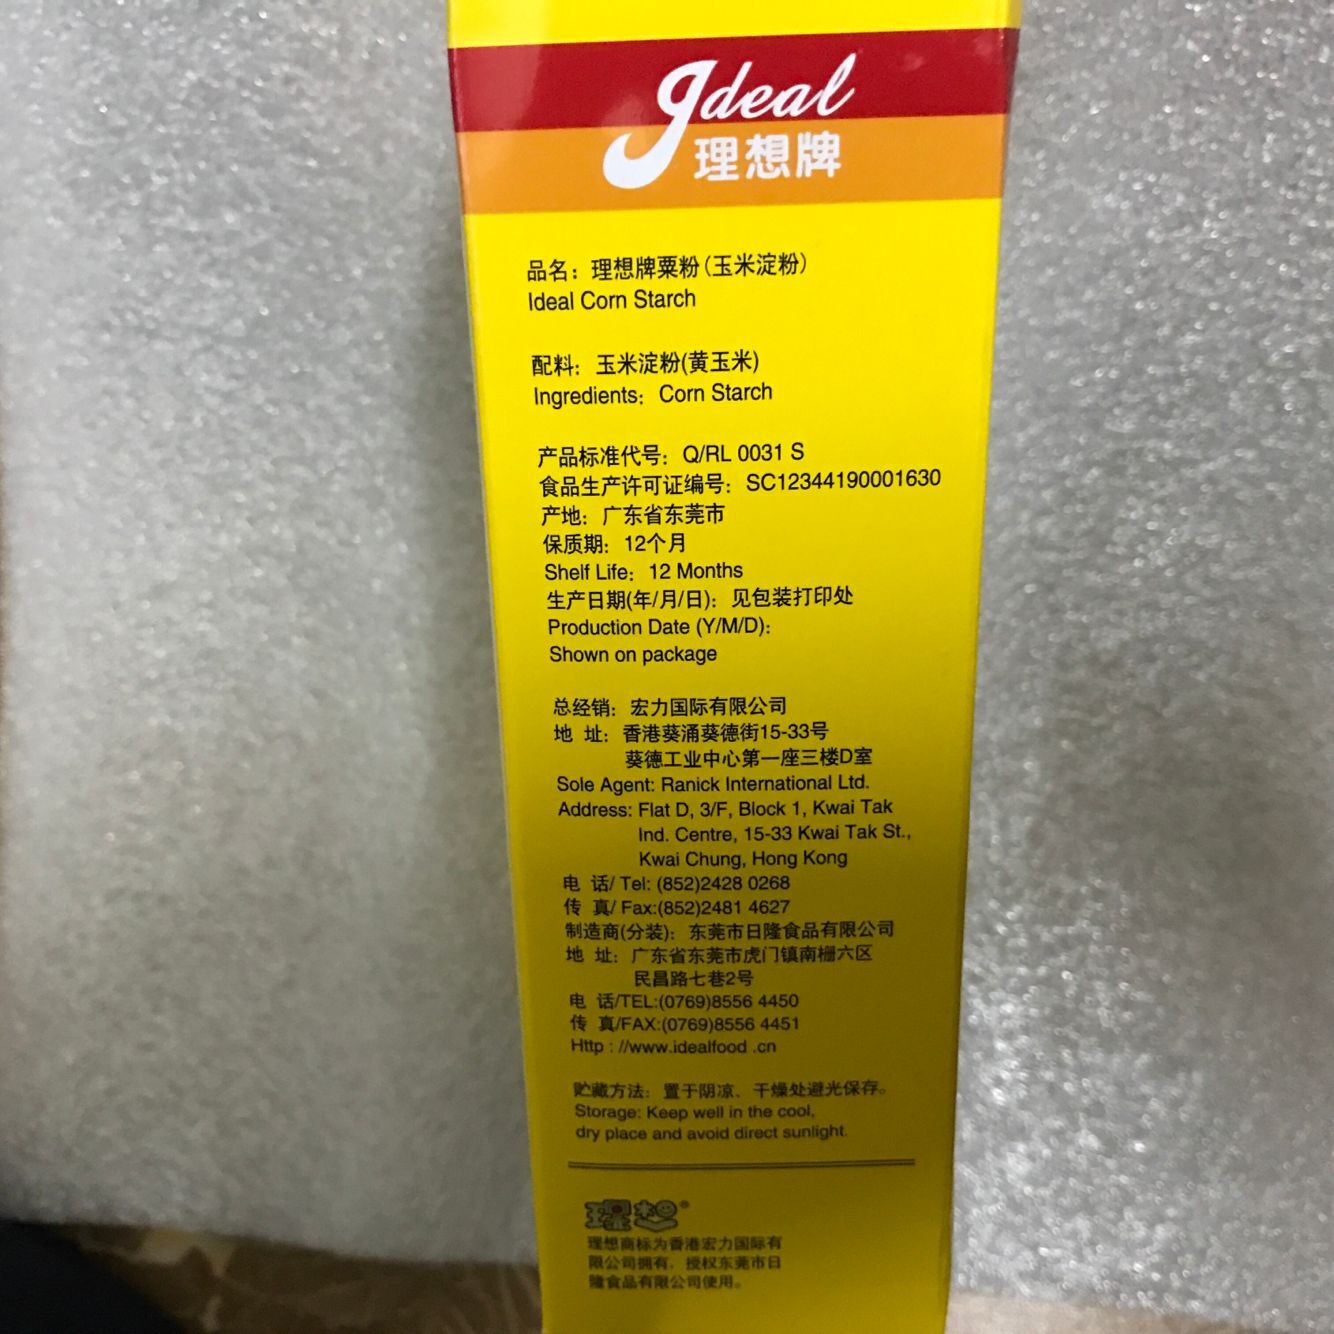 Ideal
理想牌
品名：理想牌粟粉(玉米淀粉)
Ideal Corn Starch
配料：玉米淀粉(黄玉米)
Ingredients：Corn Starch
产品标准代号：Q/RL 0031 S
食品生产许可证编号：SC12344190001630
产地：广东省东莞市
保质期：12个月
Shelf Life：12 Months
生产日期(年/月/日)：见包装打印处
Production Date (Y/M/D)：
Shown on package
总经销：宏力国际有限公司
地 址：香港葵涌葵德街15-33号
葵德工业中心第一座三楼D室
Sole Agent: Ranick International Ltd.
Address: Flat D, 3/F, Block 1, Kwai Tak
Ind. Centre, 15-33 Kwai Tak St.,
Kwai Chung, Hong Kong
电 话/ Tel: (852)2428 0268
传 真/ Fax:(852)2481 4627
制造商(分装)：东莞市日隆食品有限公司
地 址：广东省东莞市虎门镇南栅六区
民昌路七巷2号
电 话/TEL:(0769)8556 4450
传 真/FAX:(0769)8556 4451
Http : //www.idealfood .cn
贮藏方法：置于阴凉、干燥处避光保存。
Storage: Keep well in the cool,
dry place and avoid direct sunlight.
理想®
理想商标为香港宏力国际有
限公司拥有，授权东莞市日
隆食品有限公司使用。